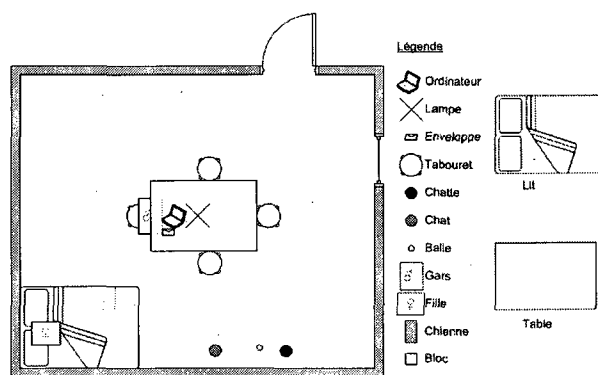 Légende
Ordinateur
Lampe
Enveloppe
Tabouret
Chatte
Chat
Balle
Gars
Fille
Chienne
Bloc
Lit
Table